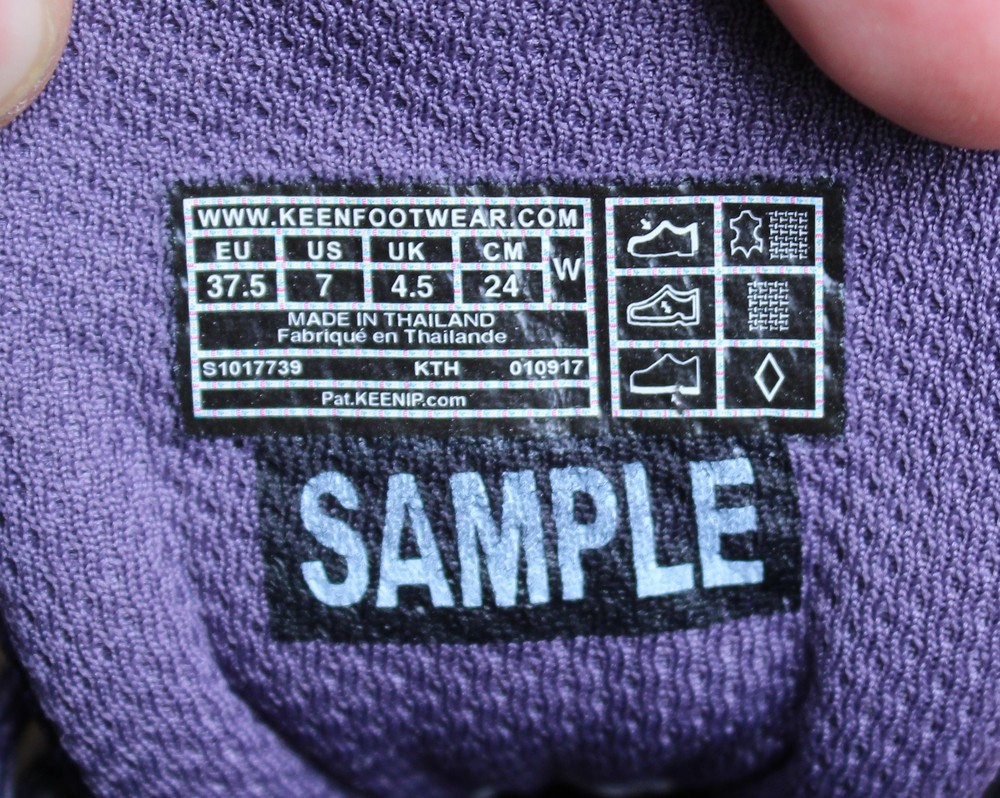 WWW.KEENFOOTWEAR.COM
EU US UK CM W
37.5 7 4.5 24
MADE IN THAILAND
Fabriqué en Thaïlande
S1017739 KTH 010917
Pat.KEENIP.com
SAMPLE